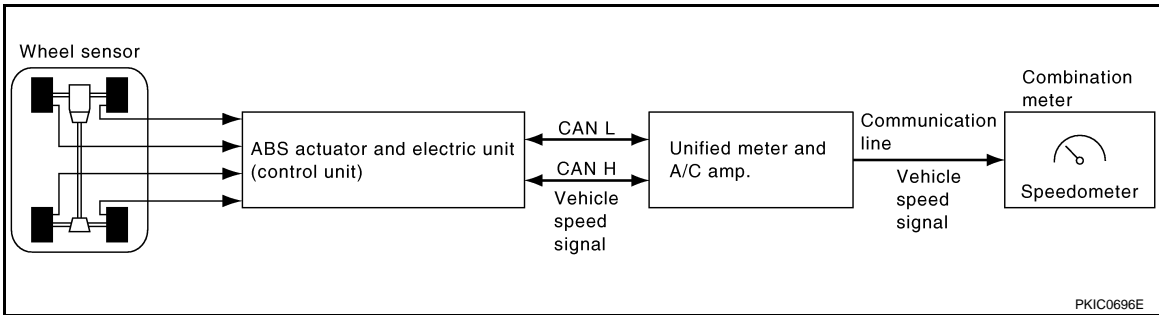 Wheel sensor
ABS actuator and electric unit
(control unit)
CAN L
CAN H
Vehicle
speed
signal
Unified meter and
A/C amp.
Communication
line
Vehicle
speed
signal
Combination
meter
Speedometer
PKIC0696E